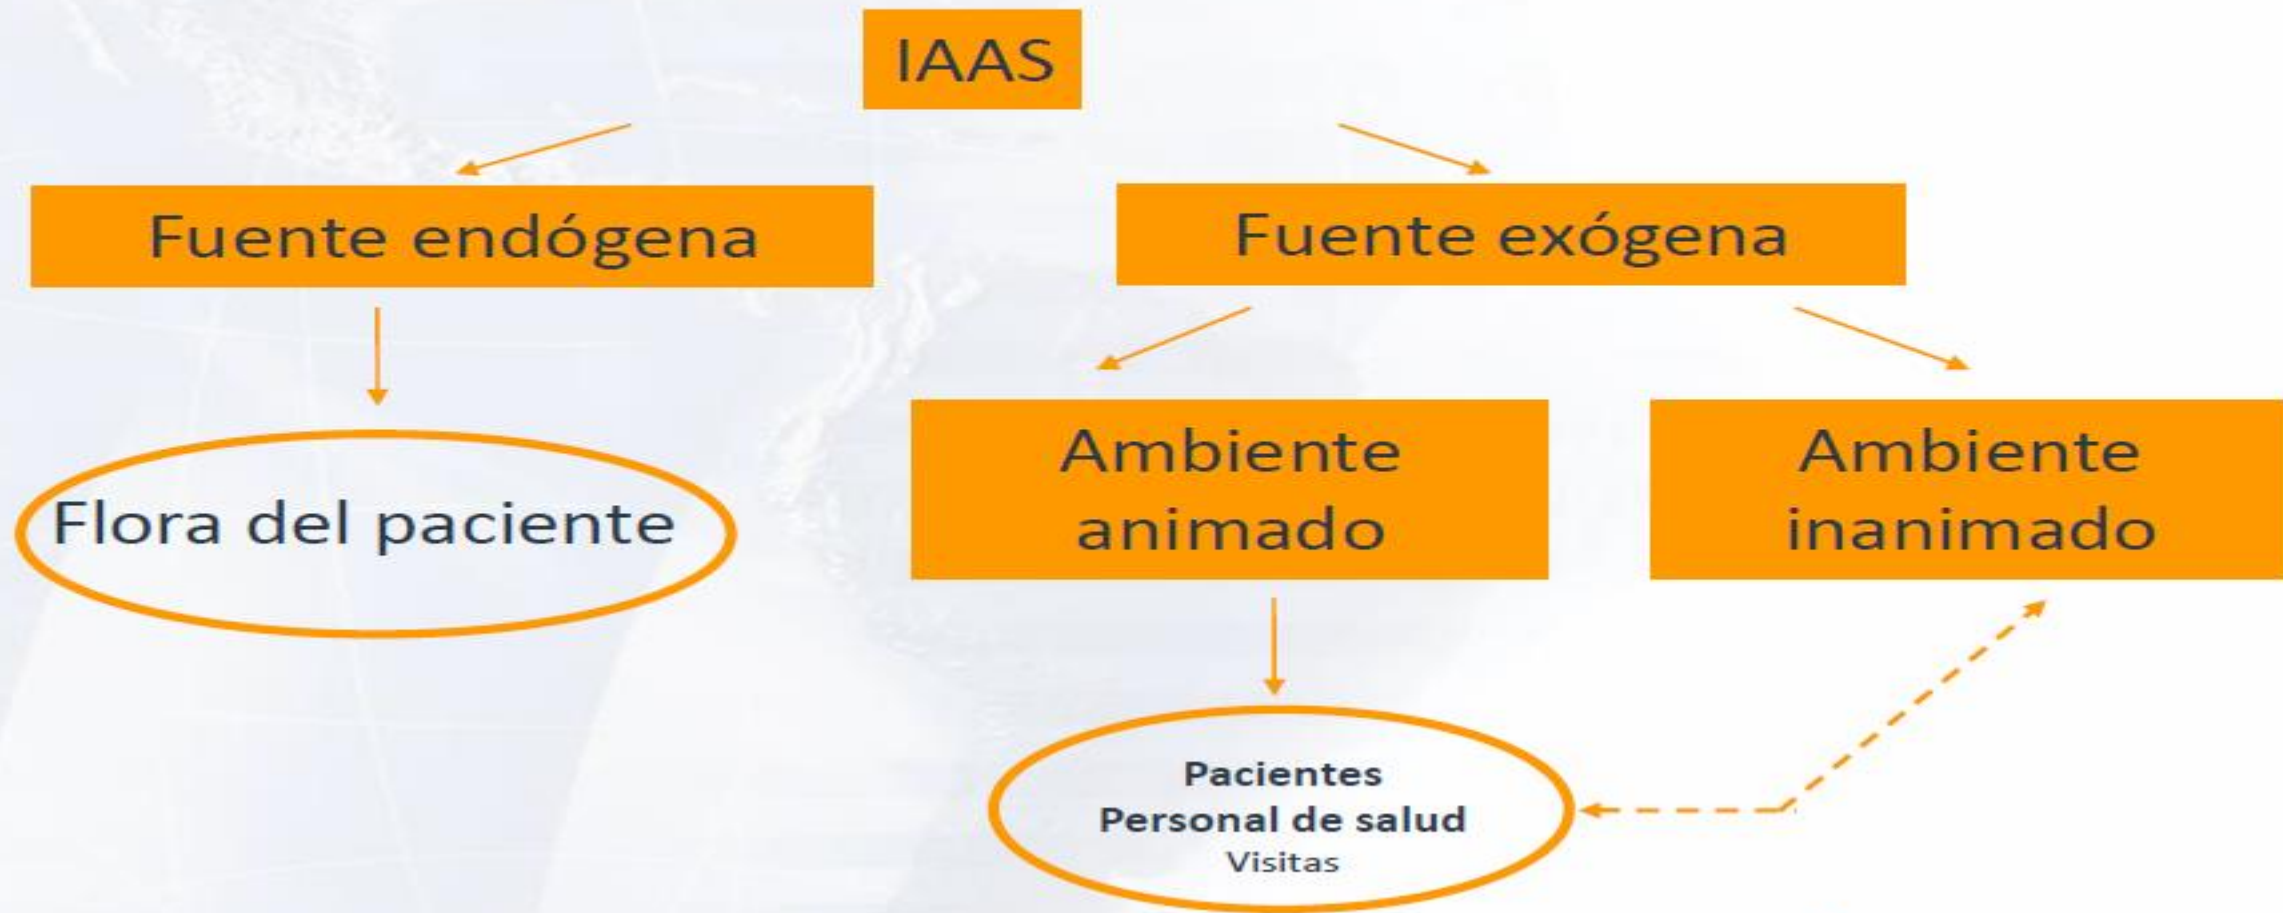 IAAS
Fuente endógena
Fuente exógena
Flora del paciente
Ambiente
animado
Ambiente
inanimado
Pacientes
Personal de salud
Visitas